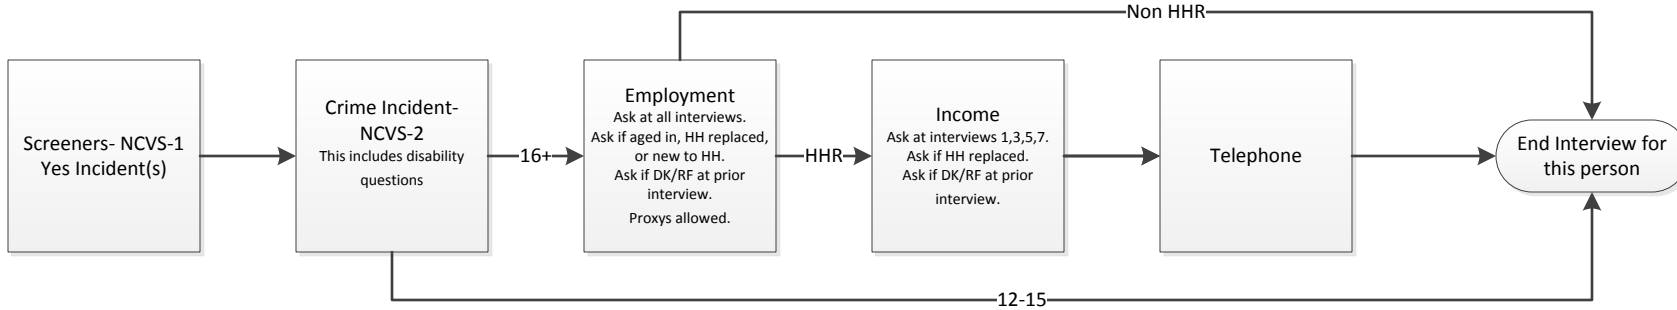 Non HHR
Screeners- NCVS-1
Yes Incident(s)
Crime Incident-
NCVS-2
This includes disability
questions
16+
Employment
Ask at all interviews.
Ask if aged in, HH replaced,
or new to HH.
Ask if DK/RF at prior
interview.
Proxys allowed.
HHR
Income
Ask at interviews 1,3,5,7.
Ask if HH replaced.
Ask if DK/RF at prior
interview.
Telephone
End Interview for
this person
12-15